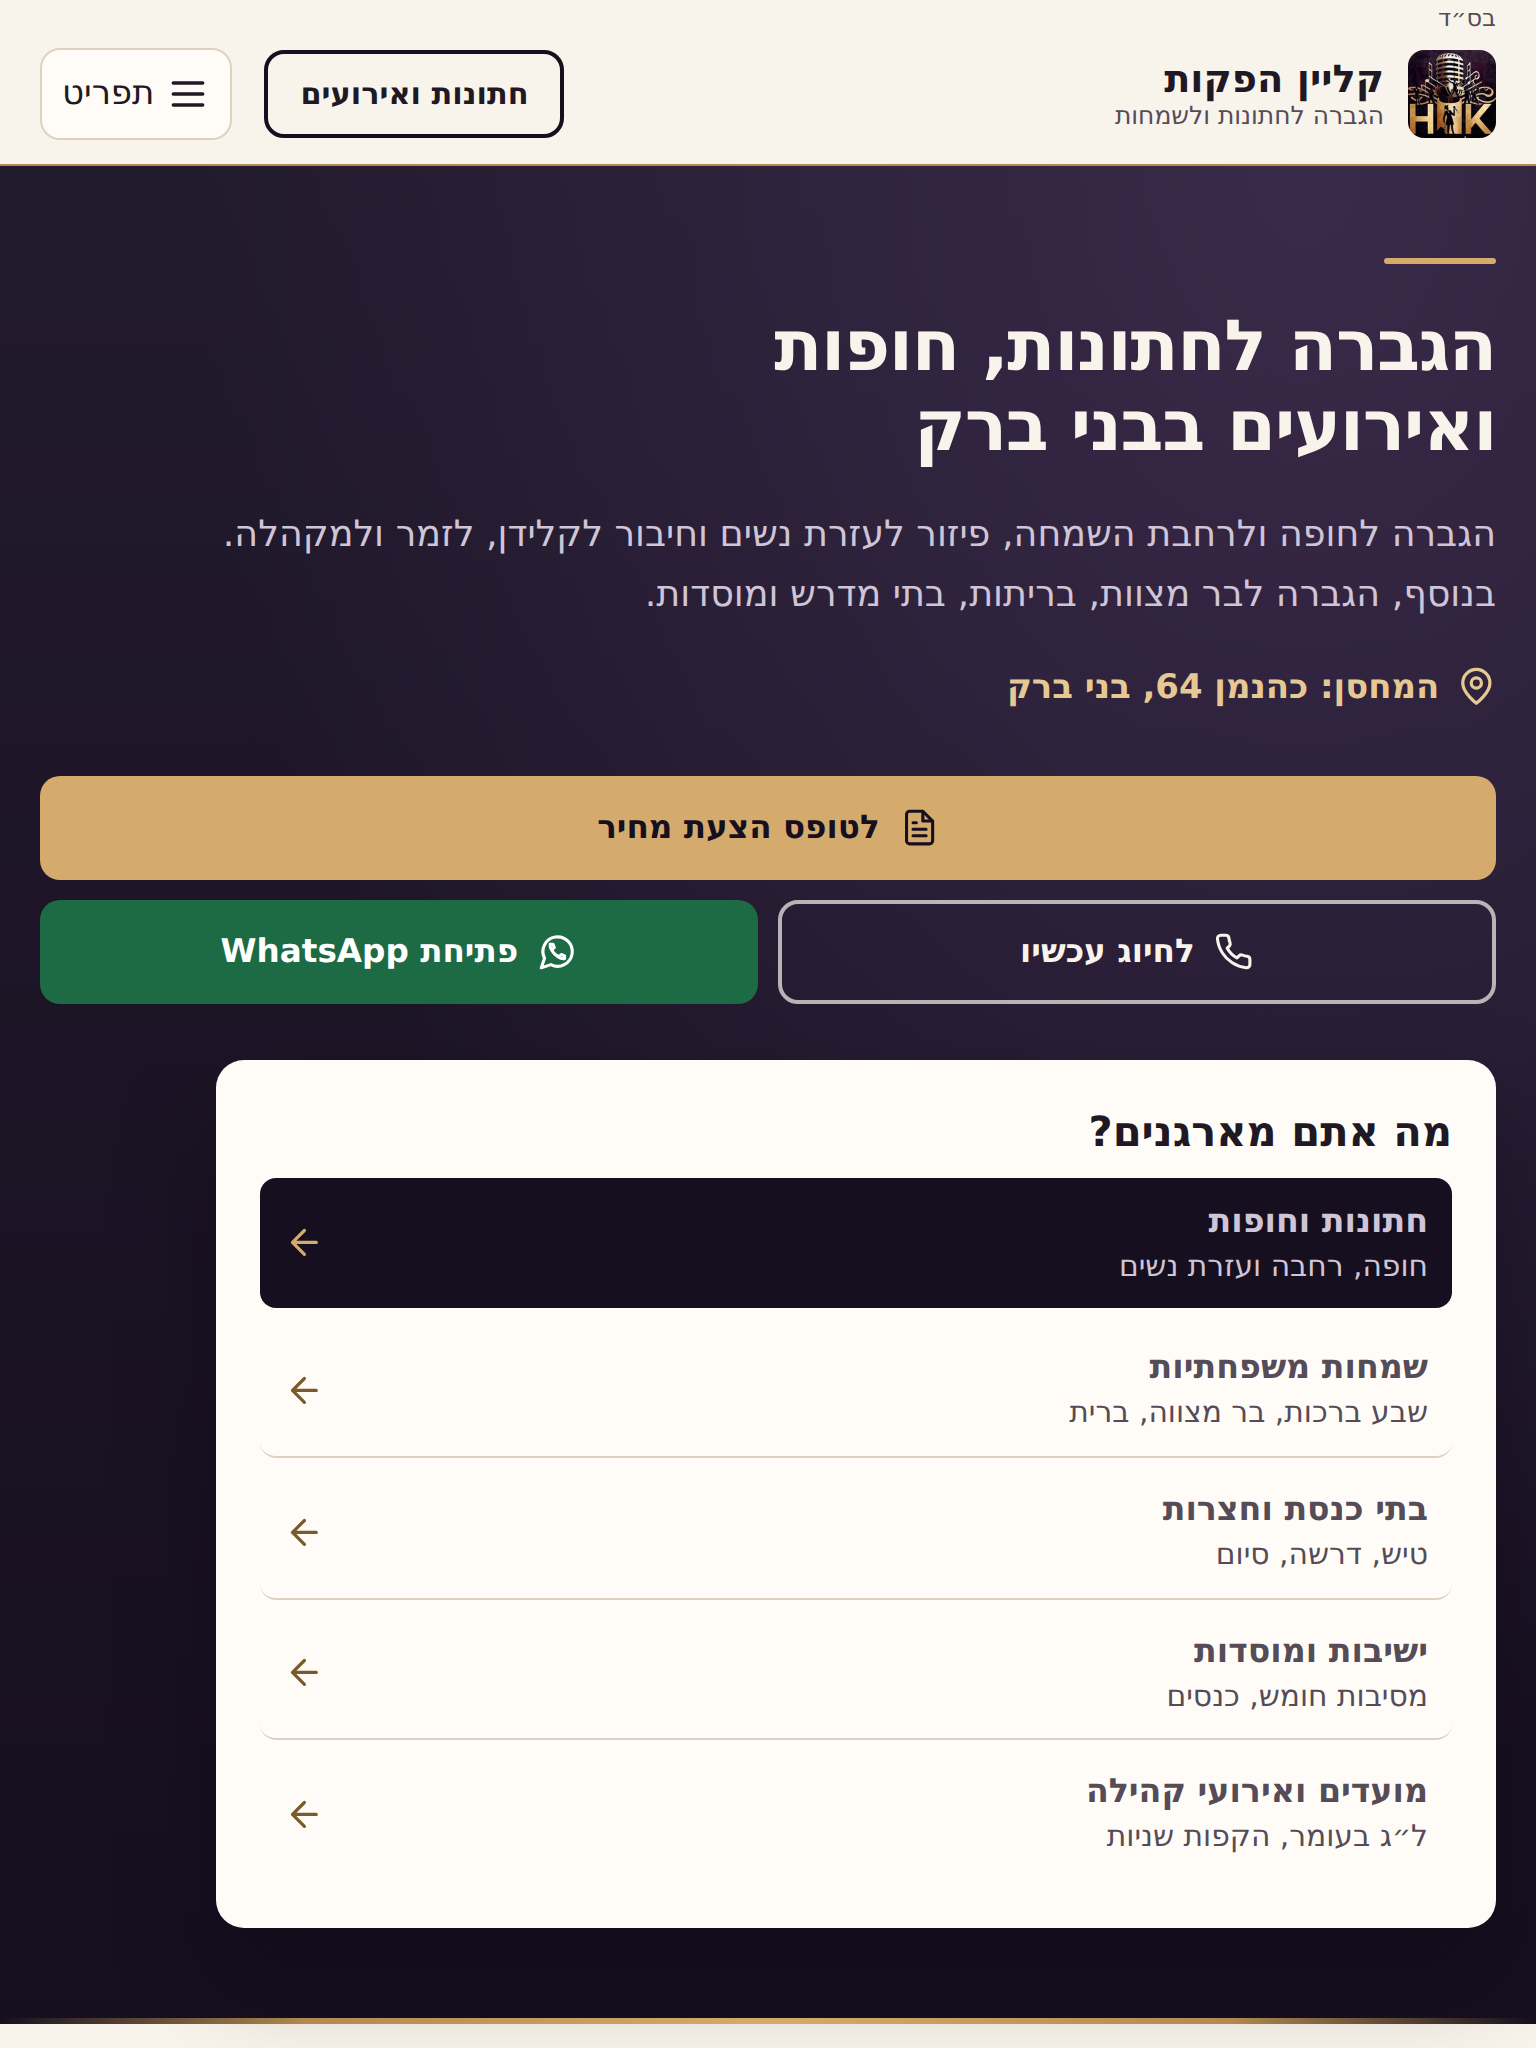 בס״ד
קליין הפקות
הגברה לחתונות ולשמחות
חתונות ואירועים
תפריט
הגברה לחתונות, חופות
ואירועים בבני ברק
הגברה לחופה ולרחבת השמחה, פיזור לעזרת נשים וחיבור לקלידן, לזמר ולמקהלה.
בנוסף, הגברה לבר מצוות, בריתות, בתי מדרש ומוסדות.
המחסן: כהנמן 64, בני ברק
לטופס הצעת מחיר
לחיוג עכשיו
פתיחת WhatsApp
מה אתם מארגנים?
חתונות וחופות
חופה, רחבה ועזרת נשים
שמחות משפחתיות
שבע ברכות, בר מצווה, ברית
בתי כנסת וחצרות
טיש, דרשה, סיום
ישיבות ומוסדות
מסיבות חומש, כנסים
מועדים ואירועי קהילה
ל״ג בעומר, הקפות שניות